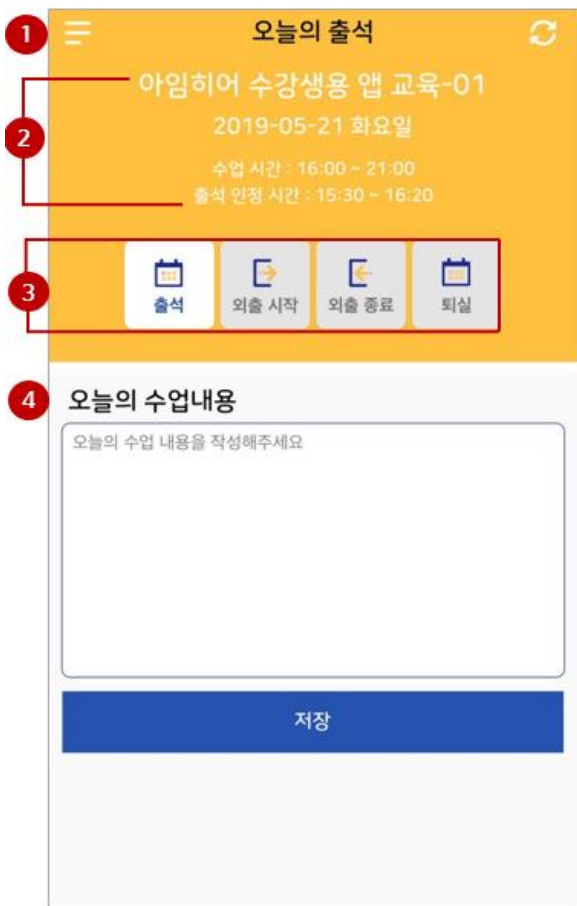 1
오늘의 출석
아임히어 수강생용 앱 교육-01
2019-05-21 화요일
2
수업 시간 : 16:00 ~ 21:00
출석 인정 시간 : 15:30 ~ 16:20
3
출석 외출 시작 외출 종료 퇴실
4 오늘의 수업내용
오늘의 수업 내용을 작성해주세요
저장